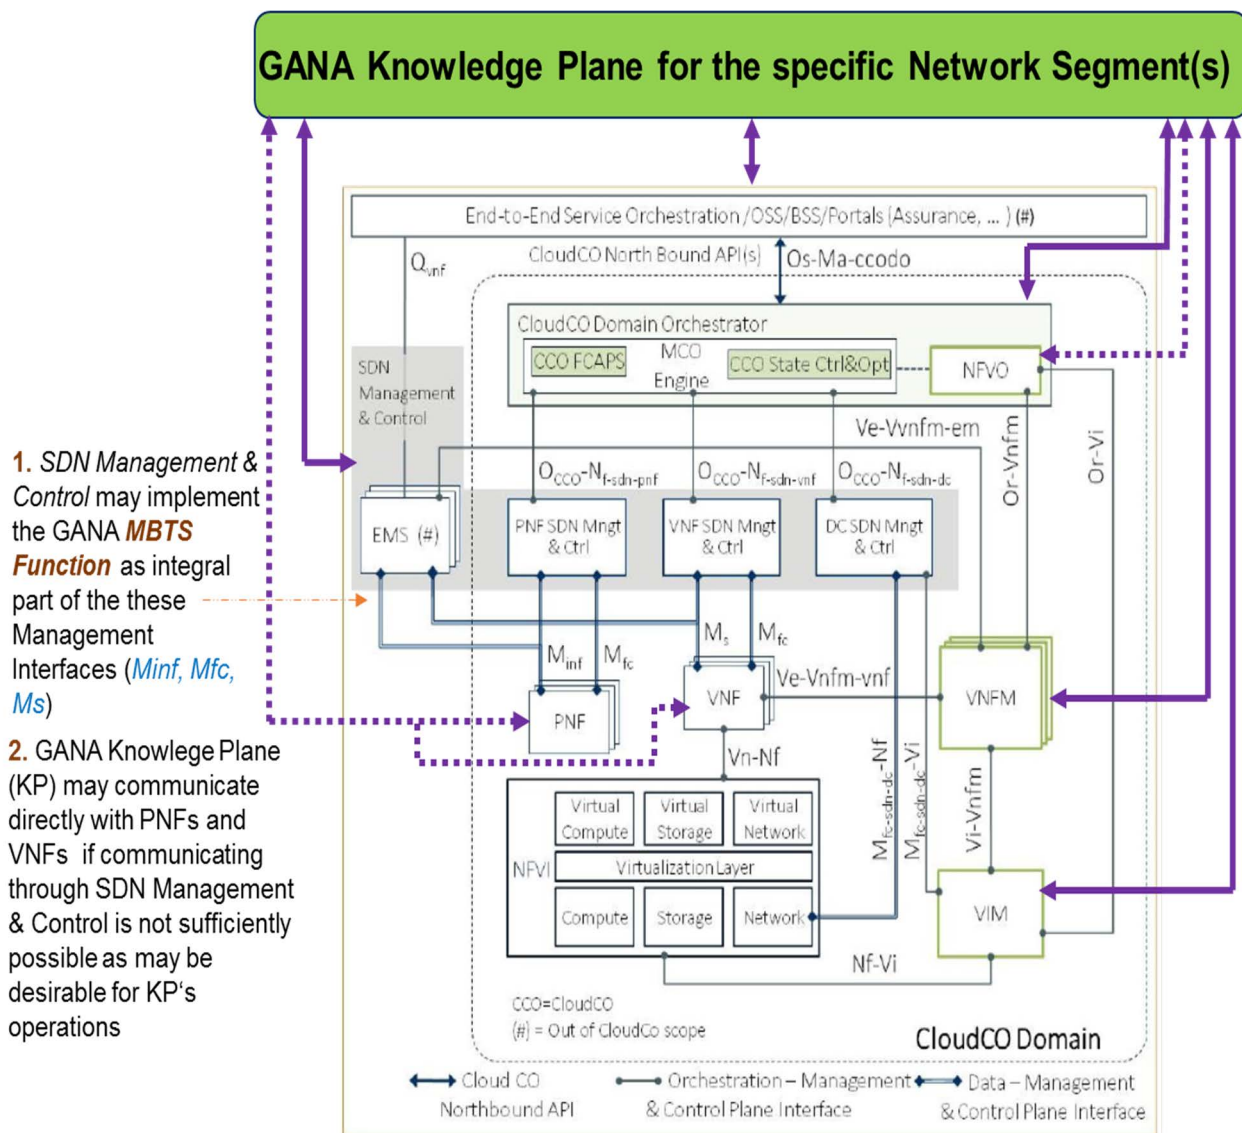 GANA Knowledge Plane for the specific Network Segment(s)
End-to-End Service Orchestration /OSS/BSS/Portals (Assurance, ... ) (#)
Qvnf
CloudCO North Bound API(s)
Os-Ma-ccodo
CloudCO Domain Orchestrator
CCO FCAPS
MCO
Engine
CCO State Ctrl&Opt
NFVO
SDN
Management
& Control
Ve-Vvnfm-em
Or-Vnfm
Or-Vi
OCCO-Nf-sdn-pnf
OCCO-Nf-sdn-vnf
OCCO-Nf-sdn-dc
EMS (#)
PNF SDN Mngt
& Ctrl
VNF SDN Mngt
& Ctrl
DC SDN Mngt
& Ctrl
1. SDN Management &
Control may implement
the GANA MBTS
Function as integral
part of the these
Management
Interfaces (Minf, Mfc,
Ms)
2. GANA Knowlege Plane
(KP) may communicate
directly with PNFs and
VNFs if communicating
through SDN Management
& Control is not sufficiently
possible as may be
desirable for KP's
operations
Minf
Mfc
Ms
Mfc
PNF
VNF
Ve-Vnfm-vnf
VNFM
Vn-Nf
Mfc-sdn-dc-Nf
Mfc-sdn-dc-Vi
Vi-Vnfm
NFVI
Virtual
Compute
Virtual
Storage
Virtual
Network
Virtualization Layer
Compute
Storage
Network
VIM
Nf-Vi
CCO=CloudCO
(#) = Out of CloudCo scope
CloudCO Domain
Cloud CO
Northbound API
Orchestration – Management
& Control Plane Interface
Data – Management
& Control Plane Interface